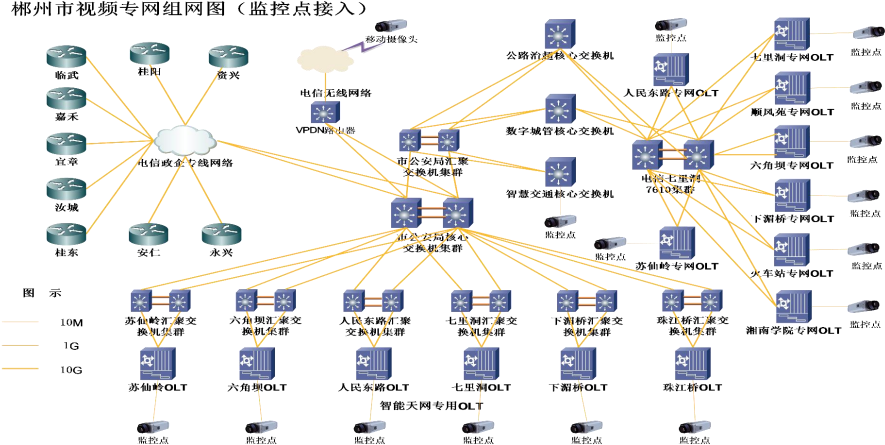 郴州市视频专网组网图（监控点接入）
移动摄像头
临武
桂阳
资兴
嘉禾
宜章
汝城
桂东
安仁
永兴
电信政企专线网络
电信无线网络
VPDN路由器
市公安局汇聚
交换机集群
市公安局核心
交换机集群
公路治超核心交换机
数字城管核心交换机
智慧交通核心交换机
监控点
监控点
人民东路专网OLT
电信七里洞
7610集群
监控点
苏仙岭专网OLT
七里洞专网OLT
监控点
顺凤苑专网OLT
监控点
六角坝专网OLT
监控点
下湄桥专网OLT
监控点
火车站专网OLT
监控点
湘南学院专网OLT
监控点
图 示
10M
1G
10G
苏仙岭汇聚交
换机集群
六角坝汇聚交
换机集群
人民东路汇聚
交换机集群
七里洞汇聚交
换机集群
下湄桥汇聚交
换机集群
珠江桥汇聚交
换机集群
苏仙岭OLT
六角坝OLT
人民东路OLT
七里洞OLT
下湄桥OLT
珠江桥OLT
智能天网专用OLT
监控点
监控点
监控点
监控点
监控点
监控点